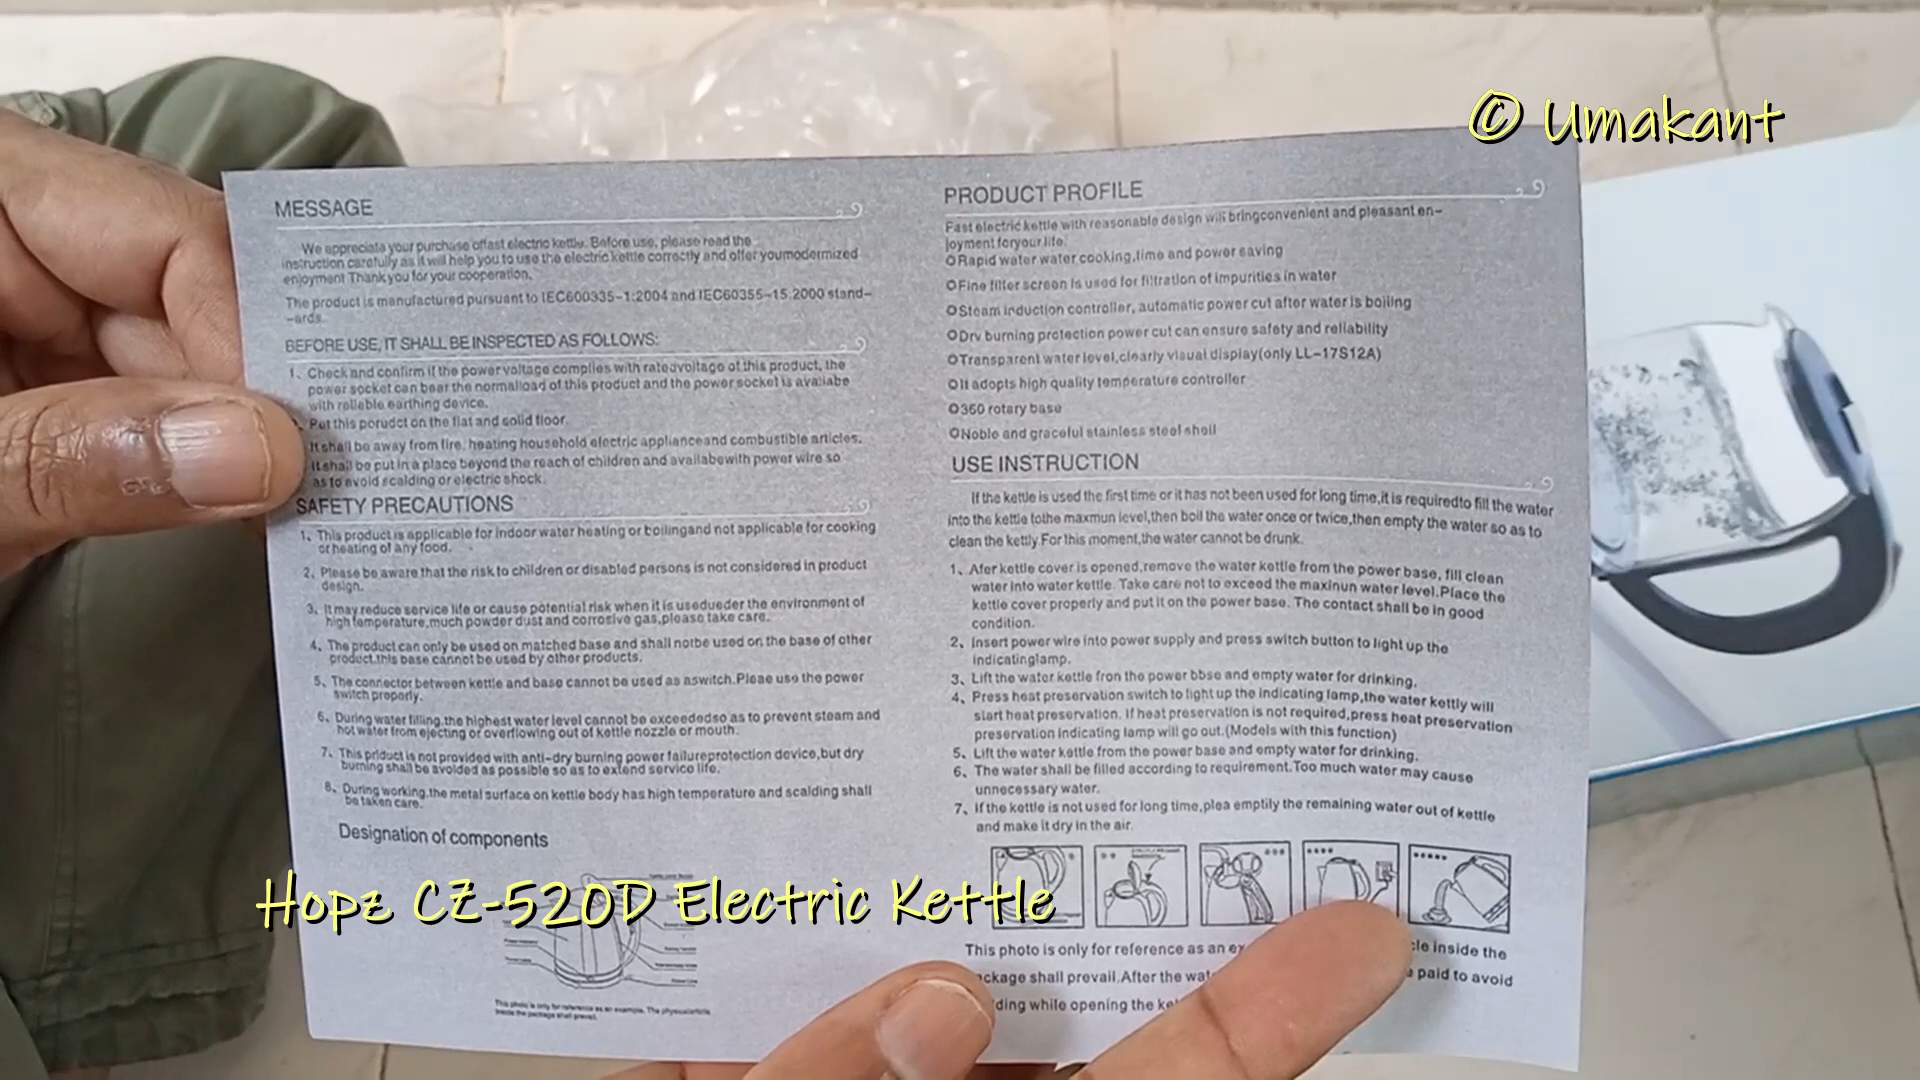 © Umakant
MESSAGE
We appreciate your purchase offast electric kettle. Before use, please read the
instruction carefully as it will help you to use the electric kettle correctly and offer youmodermized
enjoyment Thank you for your cooperation.
The product is manufactured pursuant to IEC600335-1:2004 and IEC60355-15:2000 stand-
-ards.
BEFORE USE, IT SHALL BE INSPECTED AS FOLLOWS:
1、Check and confirm if the power voltage complies with ratedvoltage of this product, the
power socket can bear the normalload of this product and the power socket is availabe
with reliable earthing device.
Put this porudct on the flat and solid floor.
It shall be away from fire, heating household electric applianceand combustible articles.
It shall be put in a place beyond the reach of children and availabewith power wire so
as to avoid scalding or electric shock.
SAFETY PRECAUTIONS
1、This product is applicable for indoor water heating or boilingand not applicable for cooking
or heating of any food.
2、Please be aware that the risk to children or disabled persons is not considered in product
design.
3、It may reduce service life or cause potential risk when it is usedueder the environment of
high temperature,much powder dust and corrosive gas,please take care.
4、The product can only be used on matched base and shall notbe used on the base of other
product.this base cannot be used by other products.
5、The connector between kettle and base cannot be used as aswitch.Pleae use the power
switch properly.
6、During water filling.the highest water level cannot be exceededso as to prevent steam and
hot water from ejecting or overflowing out of kettle nozzle or mouth.
7、This priduct is not provided with anti-dry burning power failureprotection device,but dry
burning shall be avoided as possible so as to extend service life.
8、During working.the metal surface on kettle body has high temperature and scalding shall
be taken care.
Designation of components
Power Line
This photo is only for reference as an example. The physicalarticle
inside the package shall prevail.
PRODUCT PROFILE
Fast electric kettle with reasonable design will bringconvenient and pleasant en-
joyment foryour life.
Rapid water water cooking,time and power saving
Fine filter screen is used for filtration of impurities in water
Steam induction controller, automatic power cut after water is boiling
Dry burning protection power cut can ensure safety and reliability
Transparent water level,clearly visual display(only LL-17S12A)
It adopts high quality temperature controller
360 rotary base
Noble and graceful stainless steel shell
USE INSTRUCTION
If the kettle is used the first time or it has not been used for long time,it is requiredto fill the water
into the kettle tothe maxmun level,then boil the water once or twice,then empty the water so as to
clean the kettly.For this moment,the water cannot be drunk.
1、Afer kettle cover is opened,remove the water kettle from the power base, fill clean
water into water kettle. Take care not to exceed the maxinun water level.Place the
kettle cover properly and put it on the power base. The contact shall be in good
condition.
2、Insert power wire into power supply and press switch button to light up the
indicatinglamp.
3、Lift the water kettle fron the power bbse and empty water for drinking.
4、Press heat preservation switch to light up the indicating lamp,the water kettly will
start heat preservation. If heat preservation is not required,press heat preservation
preservation indicating lamp will go out.(Models with this function)
5、Lift the water kettle from the power base and empty water for drinking.
6、The water shall be filled according to requirement.Too much water may cause
unnecessary water.
7、If the kettle is not used for long time,plea emptily the remaining water out of kettle
and make it dry in the air.
This photo is only for reference as an inside the
shall prevail.After the paid to avoid
while opening the
Hopz CZ-520D Electric Kettle